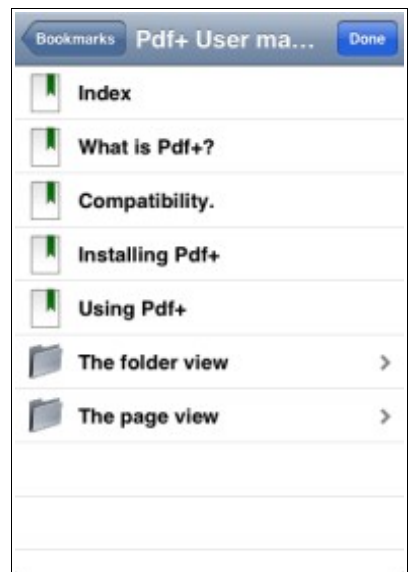 Bookmarks Pdf+ User ma... Done
Index
What is Pdf+?
Compatibility.
Installing Pdf+
Using Pdf+
The folder view
The page view